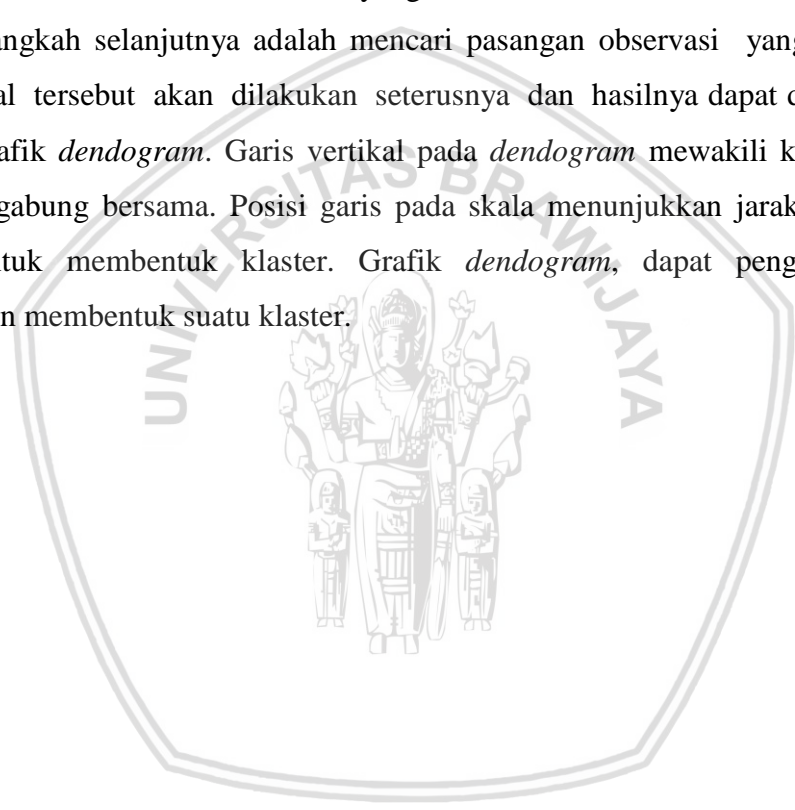 angkah selanjutnya adalah mencari pasangan observasi yang
al tersebut akan dilakukan seterusnya dan hasilnya dapat
afik dendogram. Garis vertikal pada dendogram mewakili k
gabung bersama. Posisi garis pada skala menunjukkan jarak
tuk membentuk klaster. Grafik dendogram, dapat peng
n membentuk suatu klaster.
UNIVERSITAS BRAWIJAYA